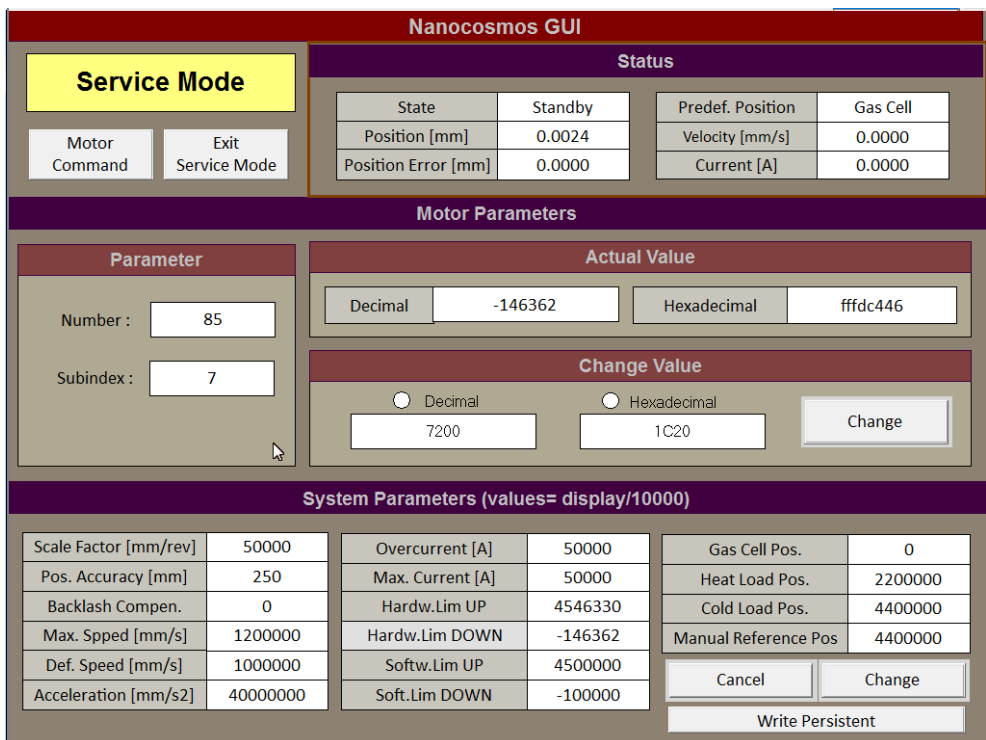 Nanocosmos GUI
Service Mode
Motor Command
Exit Service Mode
Status
State Standby Predef. Position Gas Cell
Position [mm] 0.0024 Velocity [mm/s] 0.0000
Position Error [mm] 0.0000 Current [A] 0.0000
Motor Parameters
Parameter
Number : 85
Subindex : 7
Actual Value
Decimal -146362 Hexadecimal fffdc446
Change Value
Decimal Hexadecimal
7200 1C20 Change
System Parameters (values= display/10000)
Scale Factor [mm/rev] 50000 Overcurrent [A] 50000 Gas Cell Pos. 0
Pos. Accuracy [mm] 250 Max. Current [A] 50000 Heat Load Pos. 2200000
Backlash Compen. 0 Hardw.Lim UP 4546330 Cold Load Pos. 4400000
Max. Spped [mm/s] 1200000 Hardw.Lim DOWN -146362 Manual Reference Pos 4400000
Def. Speed [mm/s] 1000000 Softw.Lim UP 4500000 Cancel Change
Acceleration [mm/s2] 40000000 Soft.Lim DOWN -100000
Write Persistent